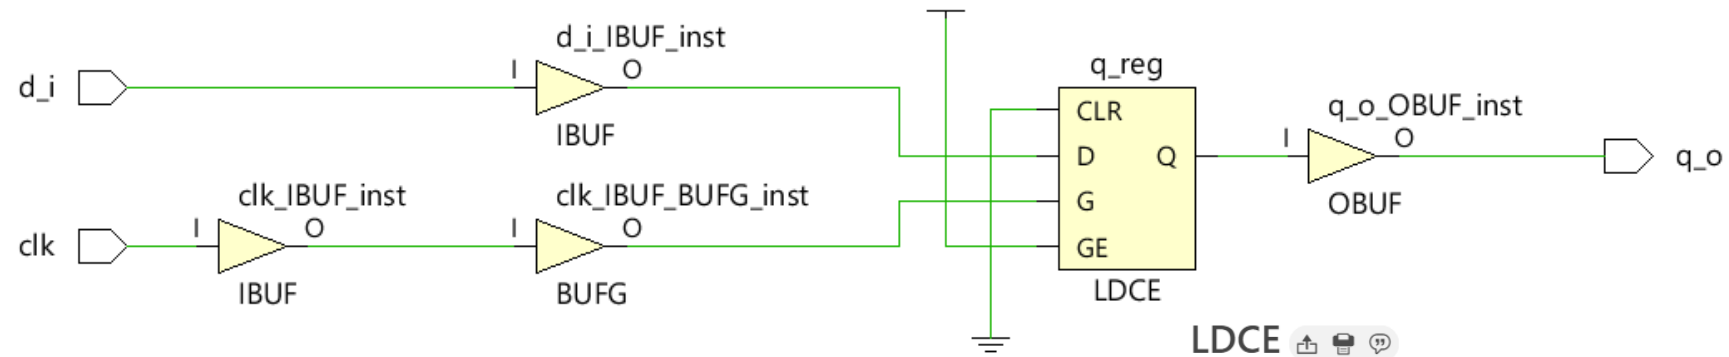 d_i_IBUF_inst
d_i
I
O
IBUF
q_reg
CLR
D
Q
G
GE
LDCE
q_o_OBUF_inst
I
O
OBUF
q_o
clk_IBUF_inst
clk
I
O
IBUF
clk_IBUF_BUFG_inst
I
O
BUFG
LDCE